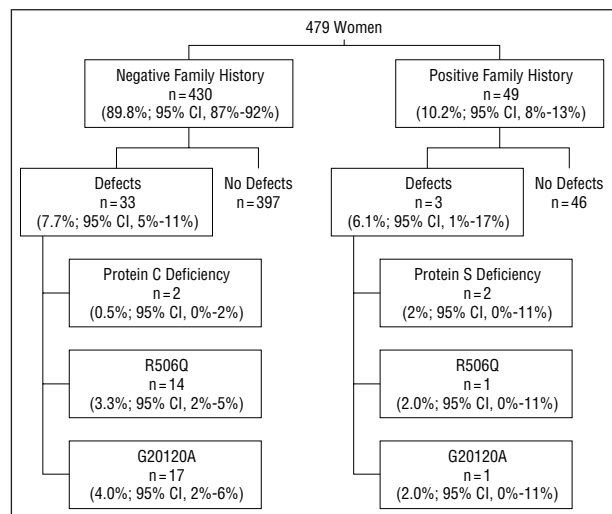 479 Women
Negative Family History
n=430
(89.8%; 95% CI, 87%-92%)
Positive Family History
n=49
(10.2%; 95% CI, 8%-13%)
Defects
n=33
(7.7%; 95% CI, 5%-11%)
No Defects
n=397
Defects
n=3
(6.1%; 95% CI, 1%-17%)
No Defects
n=46
Protein C Deficiency
n=2
(0.5%; 95% CI, 0%-2%)
Protein S Deficiency
n=2
(2%; 95% CI, 0%-11%)
R506Q
n=14
(3.3%; 95% CI, 2%-5%)
R506Q
n=1
(2.0%; 95% CI, 0%-11%)
G20120A
n=17
(4.0%; 95% CI, 2%-6%)
G20120A
n=1
(2.0%; 95% CI, 0%-11%)